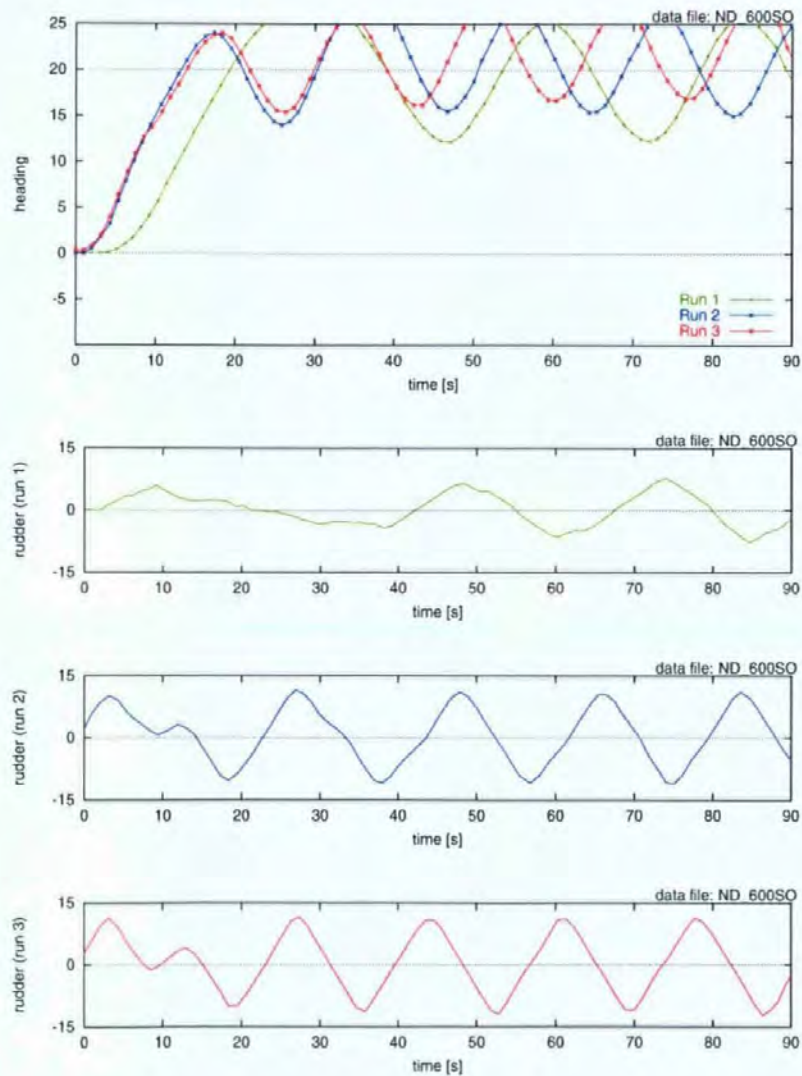 data file: ND_600SO
25
20
15
10
5
0
-5
heading
Run 1
Run 2
Run 3
0 10 20 30 40 50 60 70 80 90
time [s]
data file: ND_600SO
15
0
-15
rudder (run 1)
0 10 20 30 40 50 60 70 80 90
time [s]
data file: ND_600SO
15
0
-15
rudder (run 2)
0 10 20 30 40 50 60 70 80 90
time [s]
data file: ND_600SO
15
0
-15
rudder (run 3)
0 10 20 30 40 50 60 70 80 90
time [s]